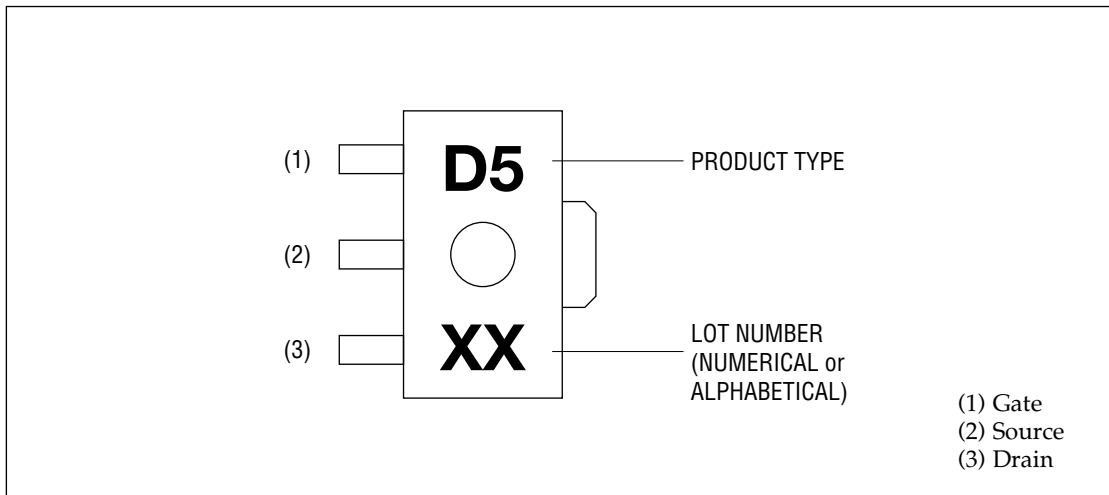 (1)
D5
PRODUCT TYPE
(2)
(3)
XX
LOT NUMBER
(NUMERICAL or
ALPHABETICAL)
(1) Gate
(2) Source
(3) Drain